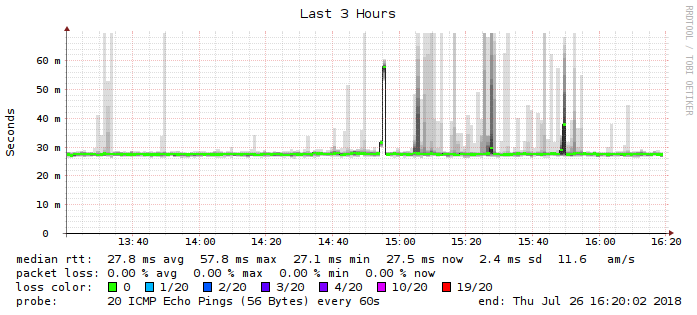 Last 3 Hours
RRDTOOL / TOBI OETIKER
Seconds
60 m
50 m
40 m
30 m
20 m
10 m
0
13:40 14:00 14:20 14:40 15:00 15:20 15:40 16:00 16:20
median rtt: 27.8 ms avg 57.8 ms max 27.1 ms min 27.5 ms now 2.4 ms sd 11.6 am/s
packet loss: 0.00 % avg 0.00 % max 0.00 % min 0.00 % now
loss color: 0 1/20 2/20 3/20 4/20 10/20 19/20
probe: 20 ICMP Echo Pings (56 Bytes) every 60s end: Thu Jul 26 16:20:02 2018